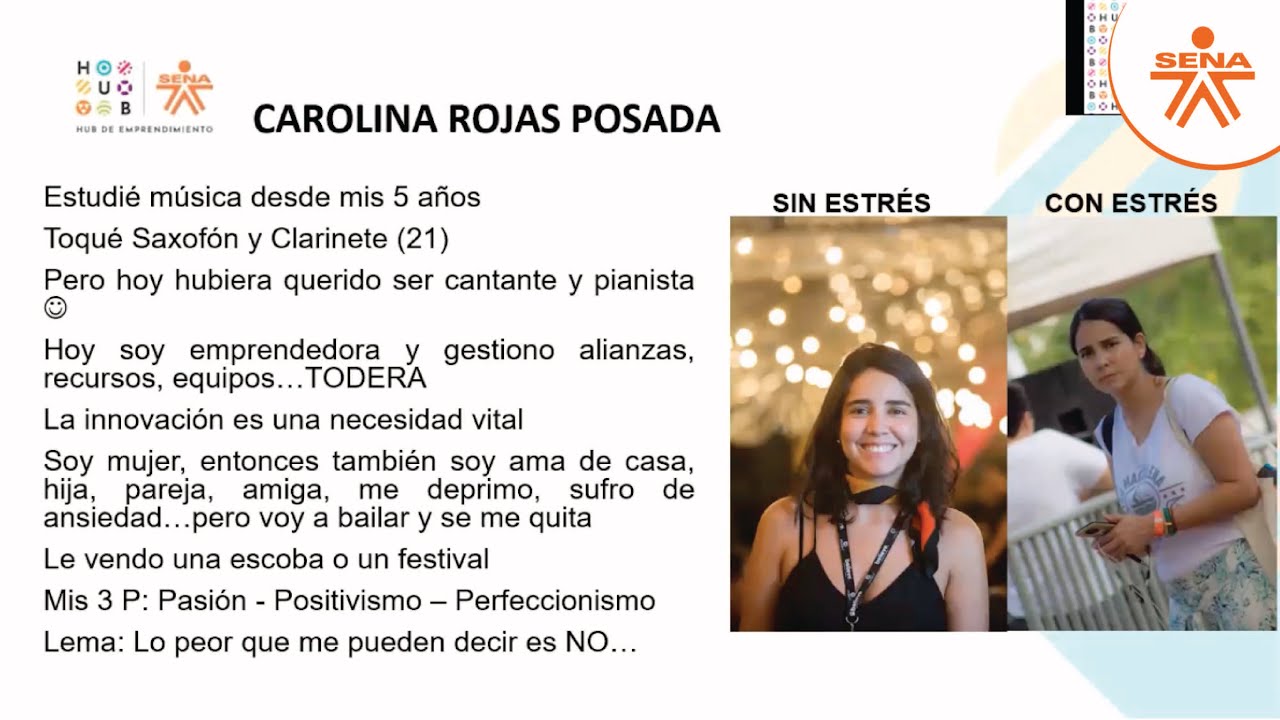 HUB
HUB DE EMPRENDIMIENTO
SENA
CAROLINA ROJAS POSADA
SENA
Estudié música desde mis 5 años
Toqué Saxofón y Clarinete (21)
Pero hoy hubiera querido ser cantante y pianista
☺
Hoy soy emprendedora y gestiono alianzas,
recursos, equipos…TODERA
La innovación es una necesidad vital
Soy mujer, entonces también soy ama de casa,
hija, pareja, amiga, me deprimo, sufro de
ansiedad…pero voy a bailar y se me quita
Le vendo una escoba o un festival
Mis 3 P: Pasión - Positivismo – Perfeccionismo
Lema: Lo peor que me pueden decir es NO…
SIN ESTRÉS
CON ESTRÉS